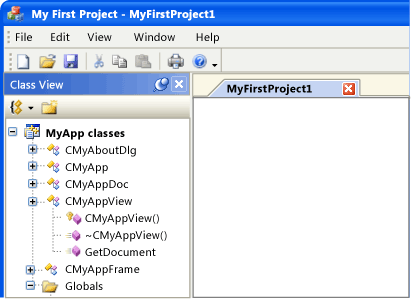 My First Project - MyFirstProject1
File Edit View Window Help
Class View
MyFirstProject1
MyApp classes
CMyAboutDlg
CMyApp
CMyAppDoc
CMyAppView
CMyAppView()
~CMyAppView()
GetDocument
CMyAppFrame
Globals